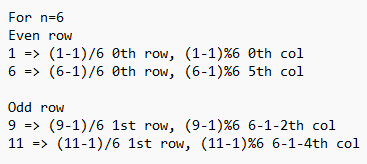 For n=6
Even row
1 => (1-1)/6 0th row, (1-1)%6 0th col
6 => (6-1)/6 0th row, (6-1)%6 5th col
Odd row
9 => (9-1)/6 1st row, (9-1)%6 6-1-2th col
11 => (11-1)/6 1st row, (11-1)%6 6-1-4th col